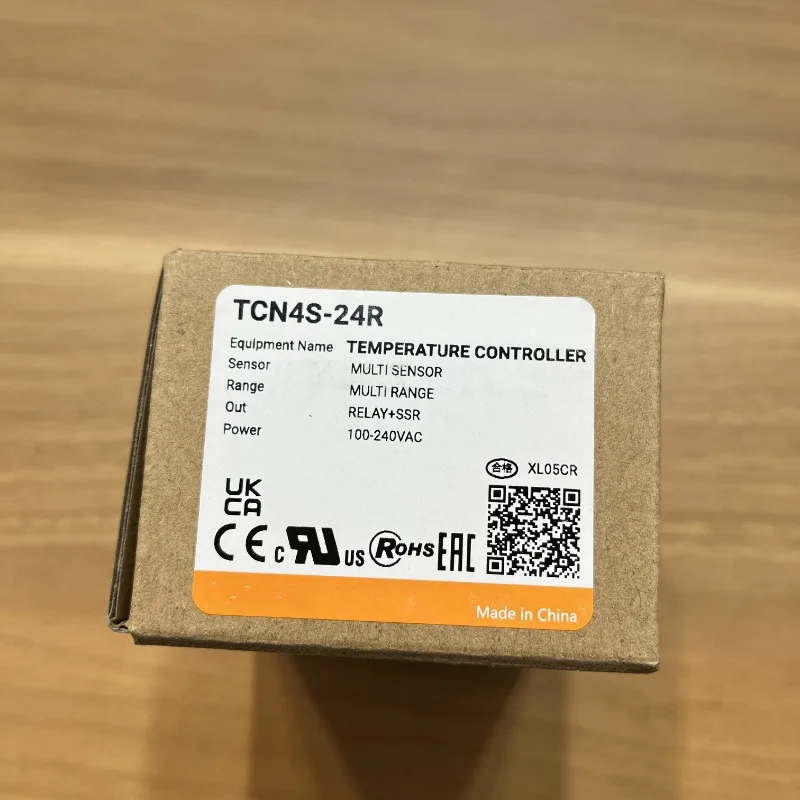 TCN4S-24R
Equipment Name TEMPERATURE CONTROLLER
Sensor MULTI SENSOR
Range MULTI RANGE
Out RELAY+SSR
Power 100-240VAC
合格 XL05CR
UK
CA
CE c RU US RoHS EAC
Made in China